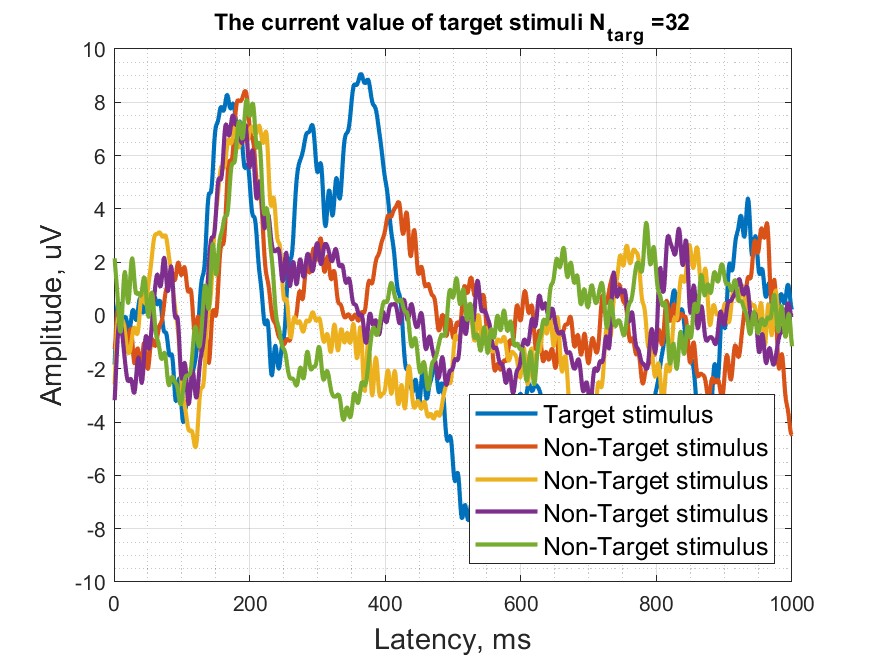 The current value of target stimuli N_targ =32
Amplitude, uV
10
8
6
4
2
0
-2
-4
-6
-8
-10
Target stimulus
Non-Target stimulus
Non-Target stimulus
Non-Target stimulus
Non-Target stimulus
0 200 400 600 800 1000
Latency, ms